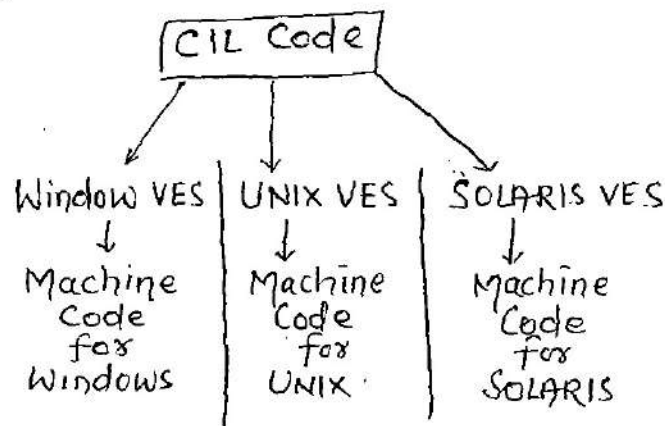 CIL Code
Window VES
UNIX VES
SOLARIS VES
Machine
Code
for
Windows
Machine
Code
for
UNIX
Machine
Code
for
SOLARIS